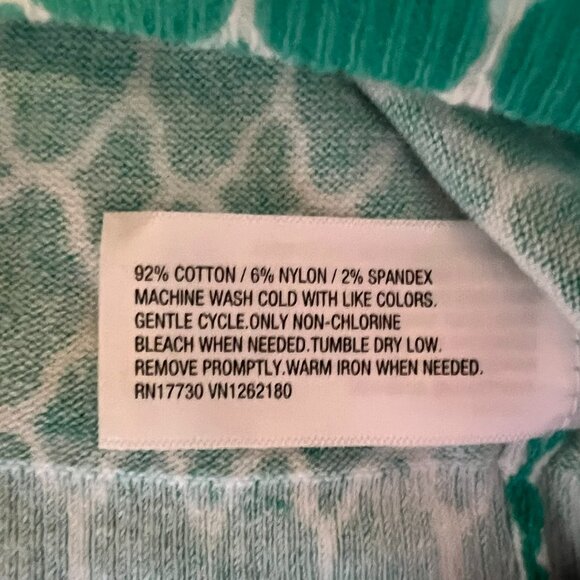 92% COTTON / 6% NYLON / 2% SPANDEX
MACHINE WASH COLD WITH LIKE COLORS.
GENTLE CYCLE.ONLY NON-CHLORINE
BLEACH WHEN NEEDED.TUMBLE DRY LOW.
REMOVE PROMPTLY.WARM IRON WHEN NEEDED.
RN17730 VN1262180